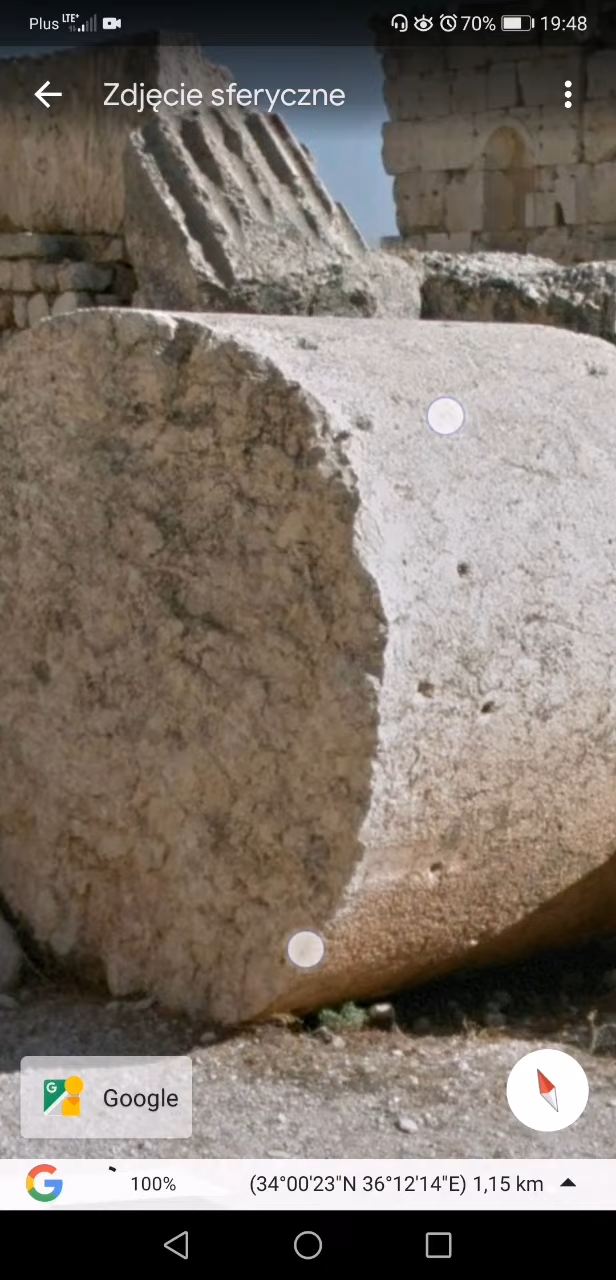 Plus LTE+ 70% 19:48
Zdjęcie sferyczne
G Google
100% (34°00'23"N 36°12'14"E) 1,15 km